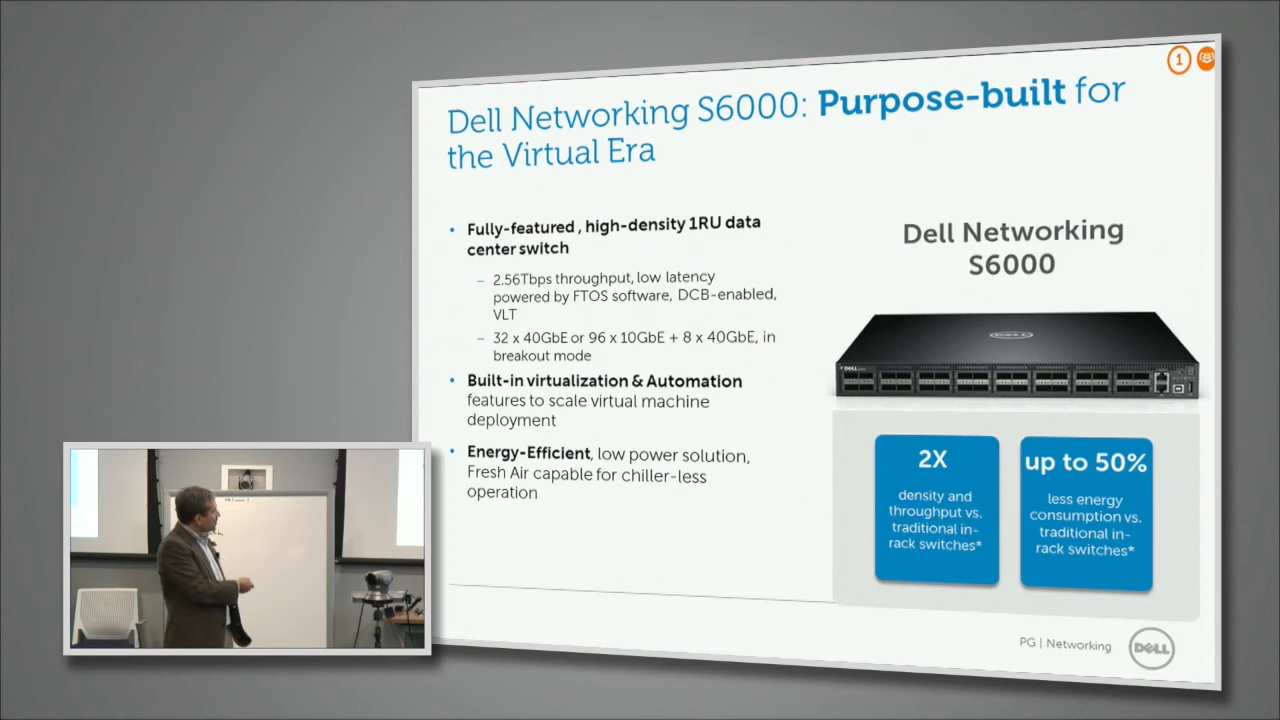 1
Dell Networking S6000: Purpose-built for
the Virtual Era
• Fully-featured , high-density 1RU data
center switch
– 2.56Tbps throughput, low latency
powered by FTOS software, DCB-enabled,
VLT
– 32 x 40GbE or 96 x 10GbE + 8 x 40GbE, in
breakout mode
• Built-in virtualization & Automation
features to scale virtual machine
deployment
• Energy-Efficient, low power solution,
Fresh Air capable for chiller-less
operation
Dell Networking
S6000
DELL
DELL
2X
density and
throughput vs.
traditional in-
rack switches*
up to 50%
less energy
consumption vs.
traditional in-
rack switches*
PG | Networking
DELL